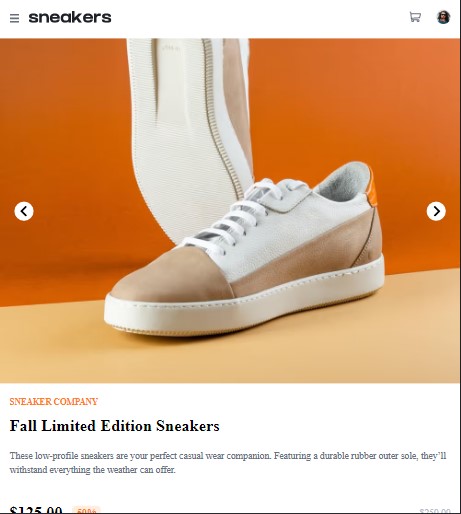 sneakers
SNEAKER COMPANY
Fall Limited Edition Sneakers
These low-profile sneakers are your perfect casual wear companion. Featuring a durable rubber outer sole, they'll
withstand everything the weather can offer.
$125.00 50% $250.00